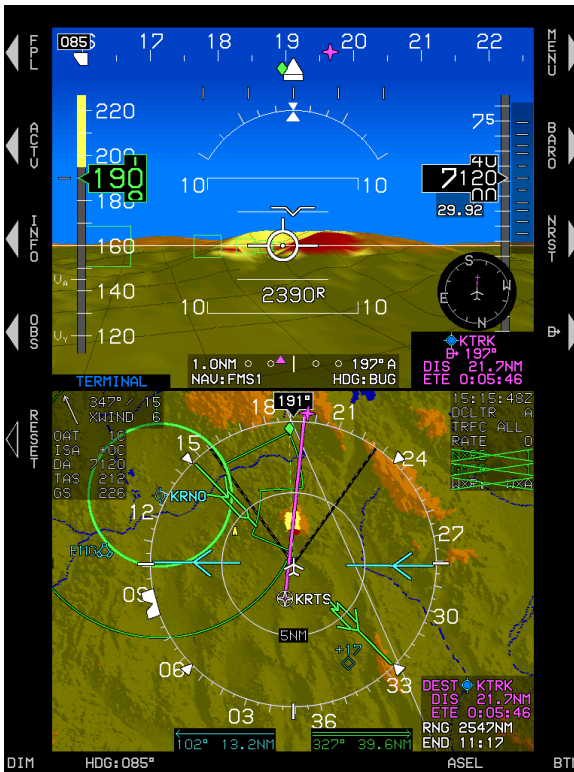 085
16 17 18 19 20 21 22
FPL
MENU
220
200
190
180
160
140
120
ACTV
BARO
INFO
NRST
OBS
10 10
75
7120
29.92
VA
VY
2390R
10 10
S
W
N
E
KTRK
197°
DIS 21.7NM
ETE 0:05:46
1.0NM
197°A
NAV:FMS1
HDG:BUG
TERMINAL
RESET
347°/ 15
XWIND 6
OAT
ISA +0C
DA 7120
TAS 212
GS 226
191°
15:15:48Z
DCLTR A
TRFC ALL
RATE 0
18 21
15 24
12 27
09 30
06 33
03 36
KRNO
FMG
A
KRTS
5NM
+17
DEST KTRK
DIS 21.7NM
ETE 0:05:46
RNG 2547NM
END 11:17
102° 13.2NM
327° 39.6NM
DIM
HDG:085°
ASEL